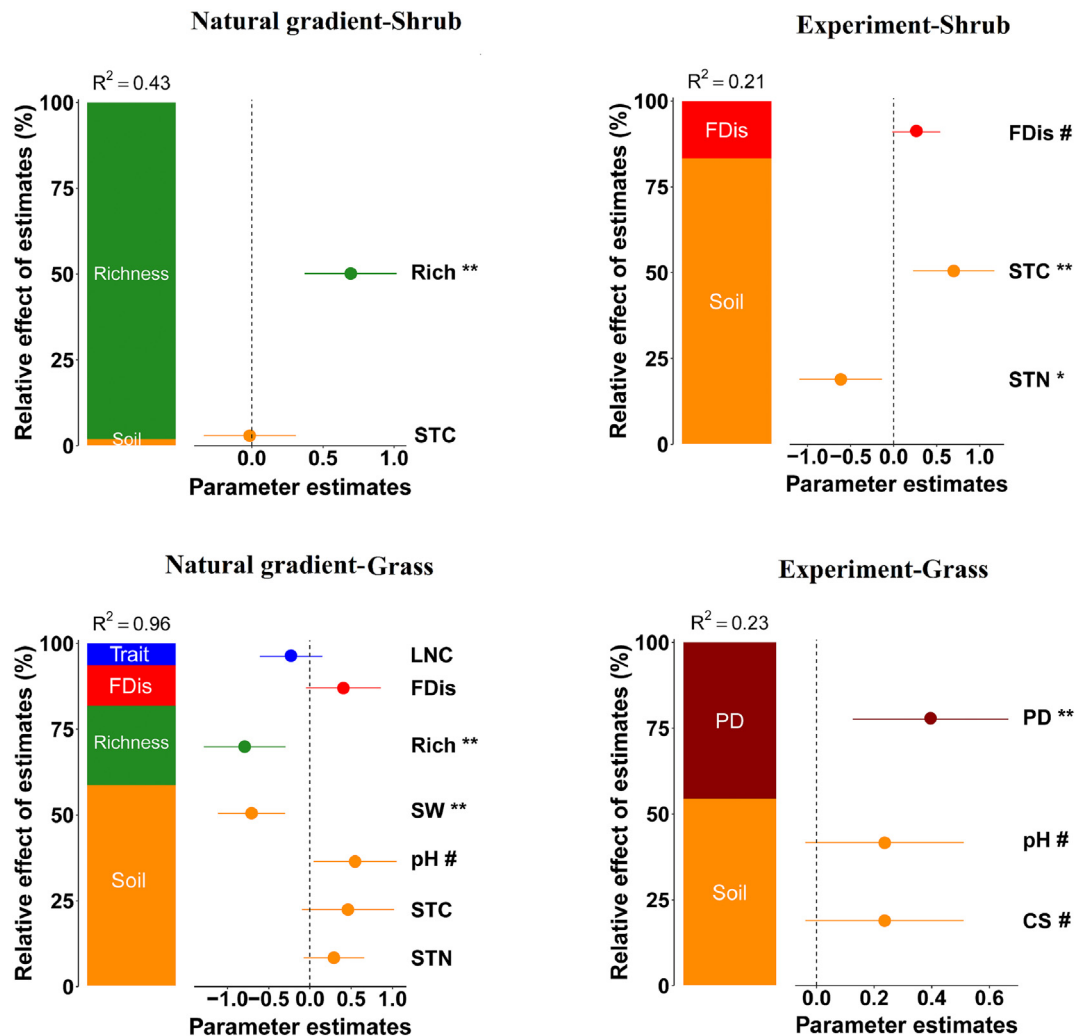 Natural gradient-Shrub
R² = 0.43
Relative effect of estimates (%)
100
75
50
25
0
Richness
Soil
Rich **
STC
0.0 0.5 1.0
Parameter estimates
Experiment-Shrub
R² = 0.21
Relative effect of estimates (%)
100
75
50
25
0
FDis
Soil
FDis #
STC **
STN *
−1.0 −0.5 0.0 0.5 1.0
Parameter estimates
Natural gradient-Grass
R² = 0.96
Relative effect of estimates (%)
100
75
50
25
0
Trait
FDis
Richness
Soil
LNC
FDis
Rich **
SW **
pH #
STC
STN
−1.0 −0.5 0.0 0.5 1.0
Parameter estimates
Experiment-Grass
R² = 0.23
Relative effect of estimates (%)
100
75
50
25
0
PD
Soil
PD **
pH #
CS #
0.0 0.2 0.4 0.6
Parameter estimates